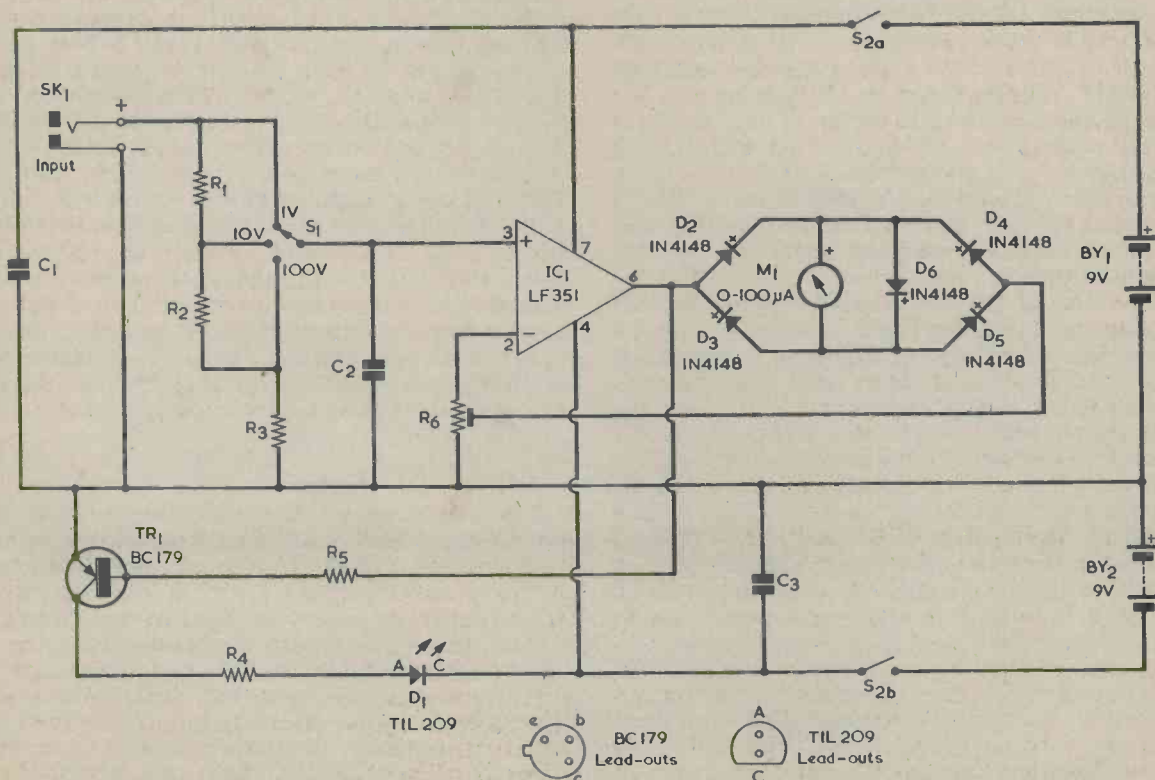 S2a
SK1
+
V
−
Input
R1
1V
S1
10V
100V
C1
R2
R3
C2
3
+
7
IC1
LF351
6
2
−
4
R6
D2
1N4148
D4
1N4148
+
M1
0-100µA
D6
1N4148
+
D3
1N4148
D5
1N4148
+
BY1
9V
TR1
BC179
R5
C3
+
BY2
9V
R4
A
C
D1
TIL 209
S2b
e
b
c
BC179
Lead-outs
A
C
TIL209
Lead-outs